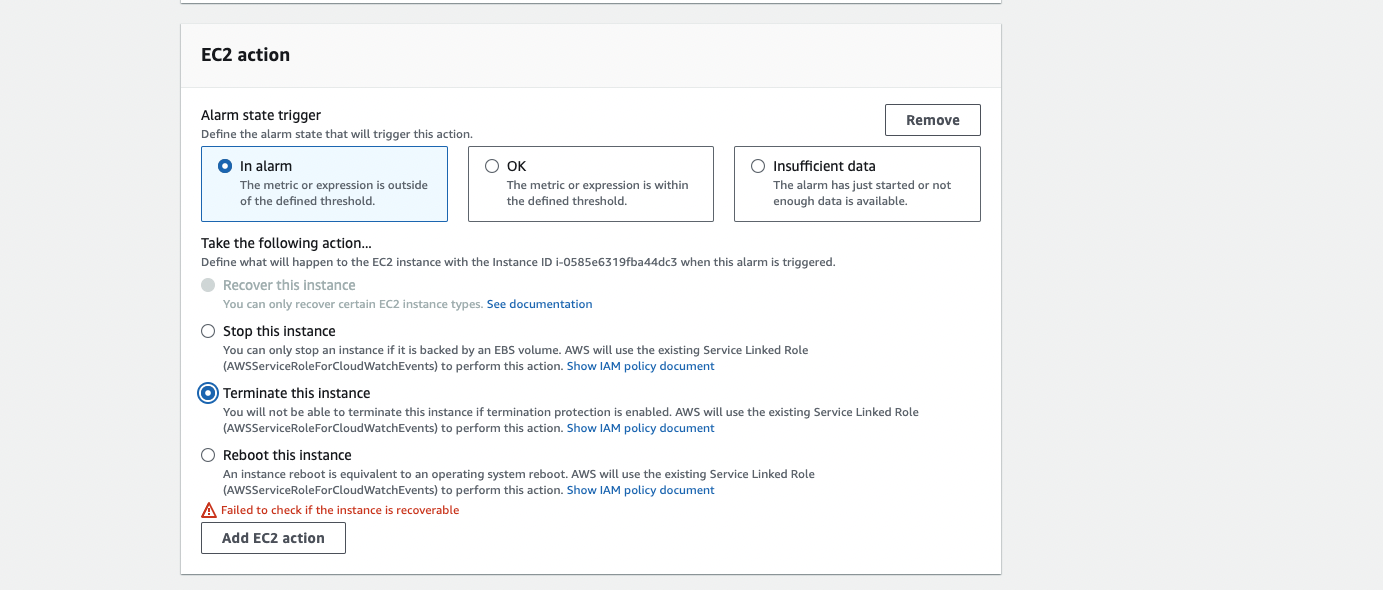 EC2 action
Alarm state trigger
Remove
Define the alarm state that will trigger this action.
In alarm
The metric or expression is outside
of the defined threshold.
OK
The metric or expression is within
the defined threshold.
Insufficient data
The alarm has just started or not
enough data is available.
Take the following action...
Define what will happen to the EC2 instance with the Instance ID i-0585e6319fba44dc3 when this alarm is triggered.
Recover this instance
You can only recover certain EC2 instance types. See documentation
Stop this instance
You can only stop an instance if it is backed by an EBS volume. AWS will use the existing Service Linked Role
(AWSServiceRoleForCloudWatchEvents) to perform this action. Show IAM policy document
Terminate this instance
You will not be able to terminate this instance if termination protection is enabled. AWS will use the existing Service Linked Role
(AWSServiceRoleForCloudWatchEvents) to perform this action. Show IAM policy document
Reboot this instance
An instance reboot is equivalent to an operating system reboot. AWS will use the existing Service Linked Role
(AWSServiceRoleForCloudWatchEvents) to perform this action. Show IAM policy document
Failed to check if the instance is recoverable
Add EC2 action